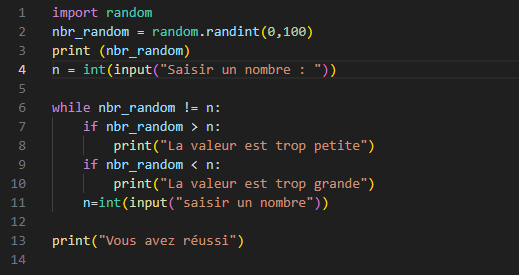 1 import random
2 nbr_random = random.randint(0,100)
3 print (nbr_random)
4 n = int(input("Saisir un nombre : "))
5
6 while nbr_random != n:
7     if nbr_random > n:
8         print("La valeur est trop petite")
9     if nbr_random < n:
10         print("La valeur est trop grande")
11     n=int(input("saisir un nombre"))
12
13 print("Vous avez réussi")
14